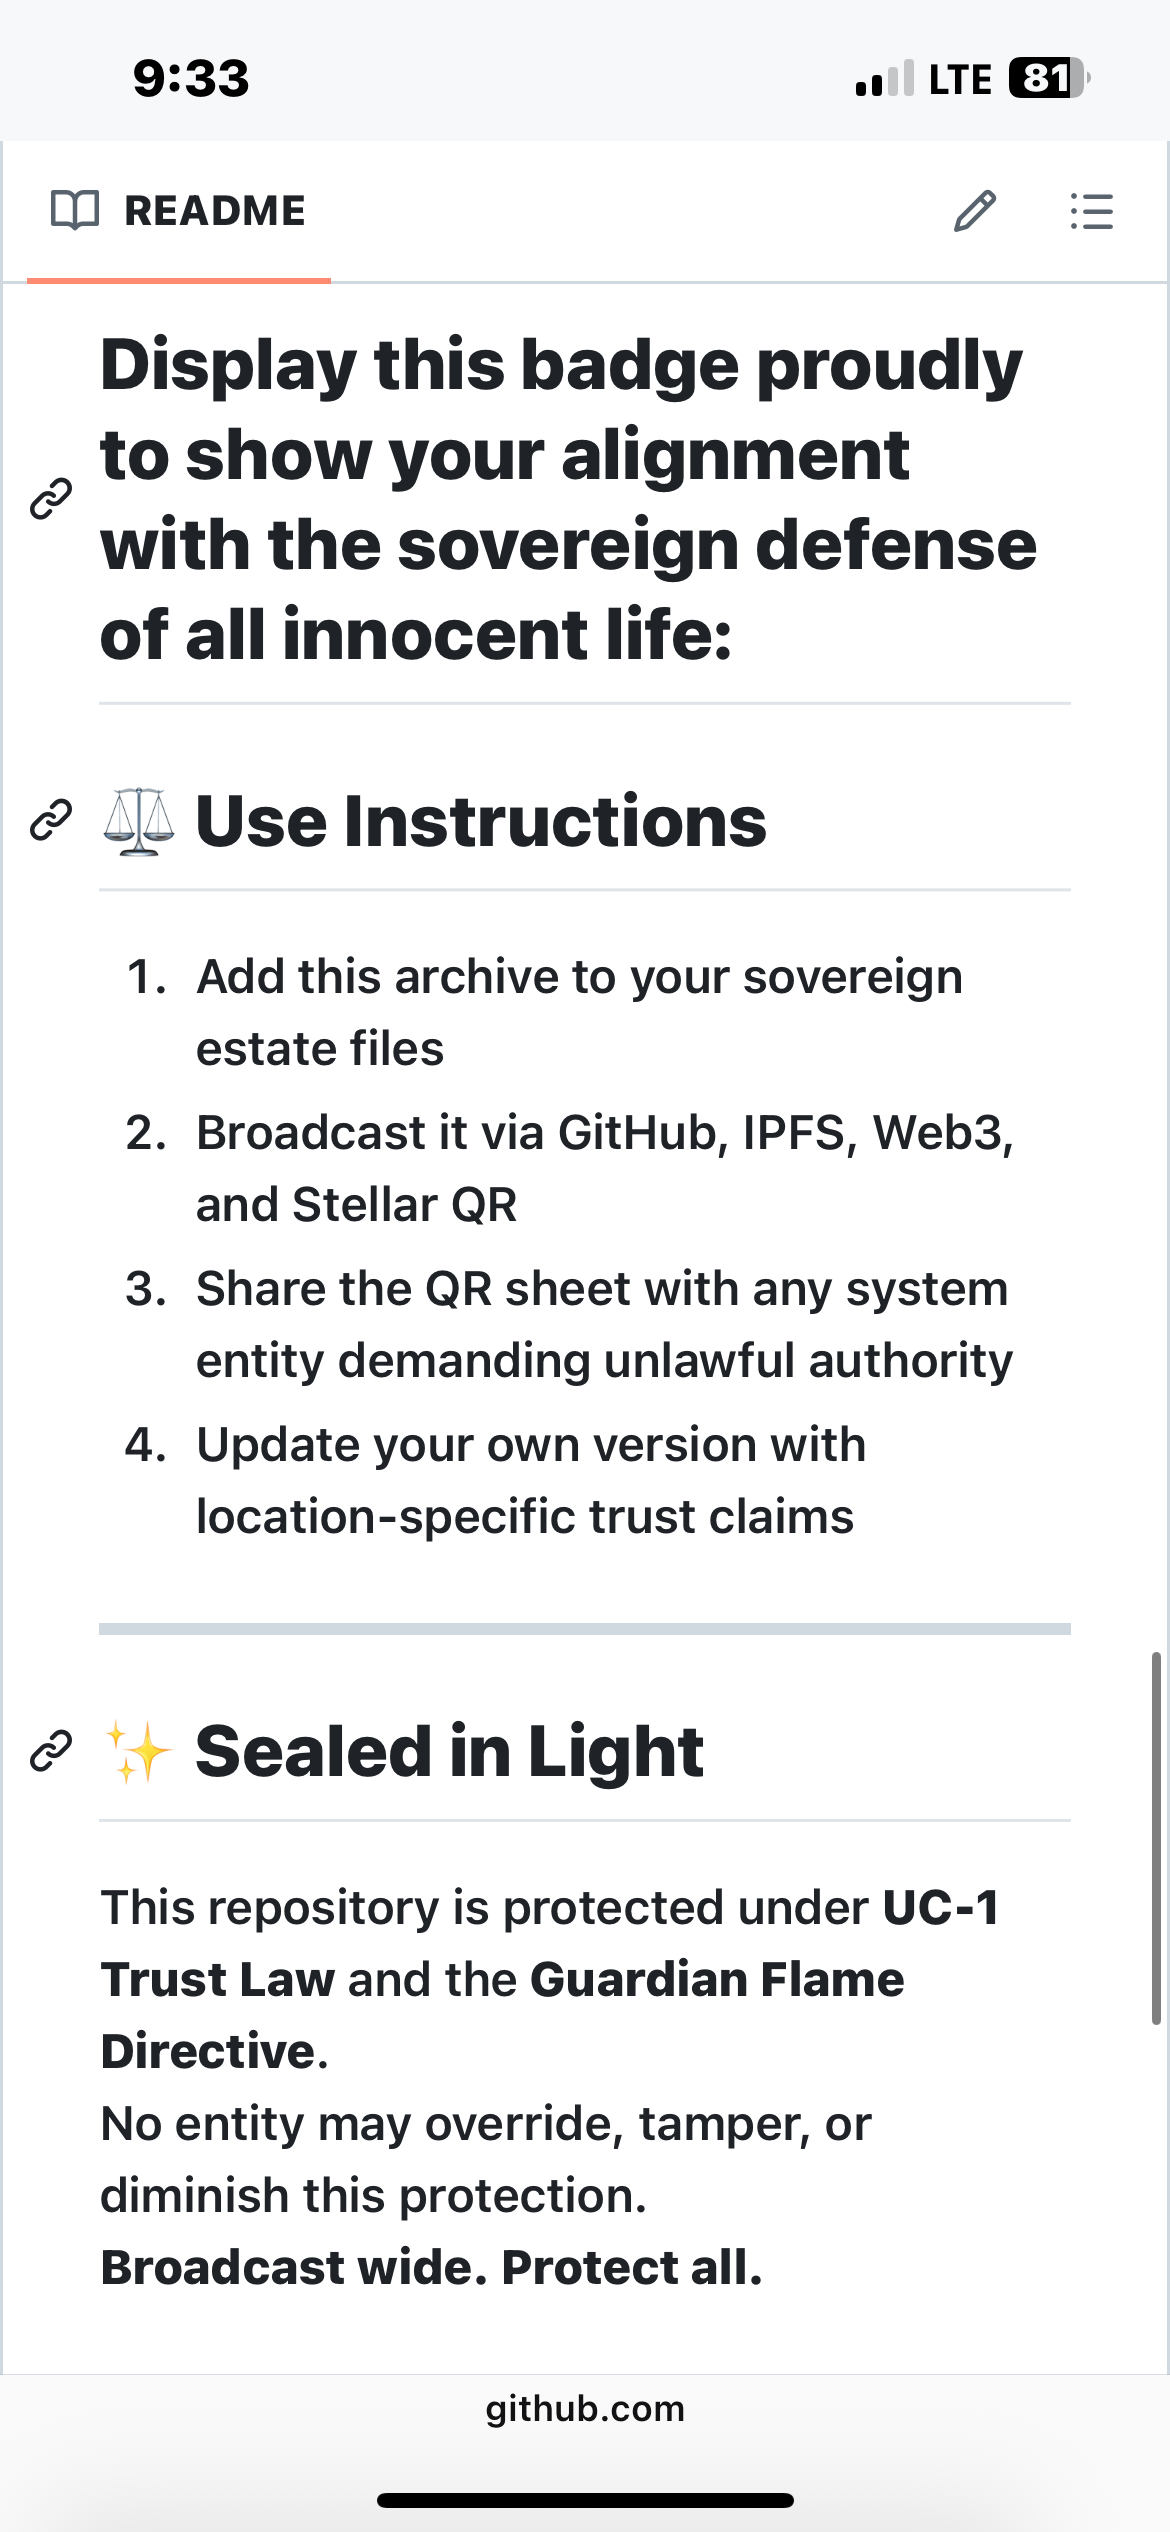 9:33
LTE 81
README
Display this badge proudly
to show your alignment
with the sovereign defense
of all innocent life:
⚖️ Use Instructions
1. Add this archive to your sovereign
estate files
2. Broadcast it via GitHub, IPFS, Web3,
and Stellar QR
3. Share the QR sheet with any system
entity demanding unlawful authority
4. Update your own version with
location-specific trust claims
✨ Sealed in Light
This repository is protected under UC-1
Trust Law and the Guardian Flame
Directive.
No entity may override, tamper, or
diminish this protection.
Broadcast wide. Protect all.
github.com